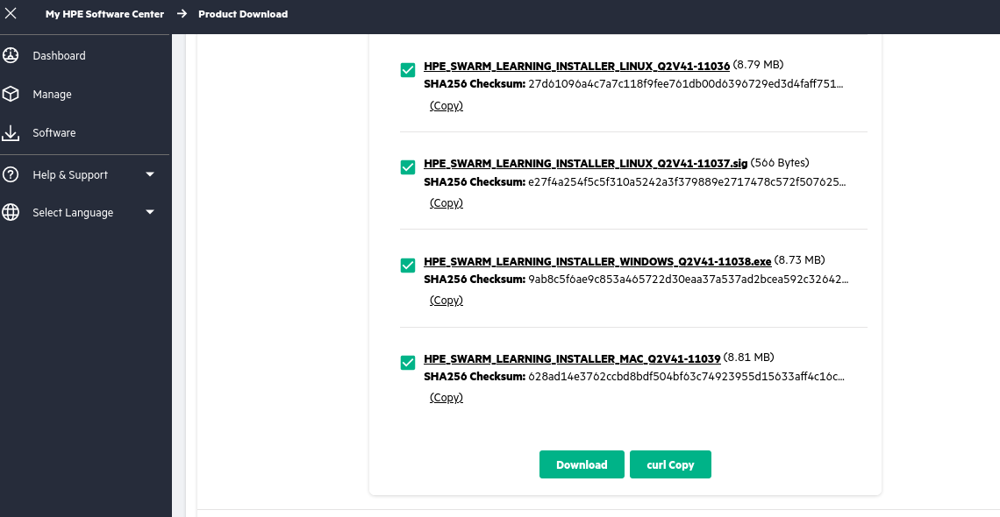 My HPE Software Center → Product Download
Dashboard
Manage
Software
Help & Support
Select Language
HPE_SWARM_LEARNING_INSTALLER_LINUX_Q2V41-11036 (8.79 MB)
SHA256 Checksum: 27d61096a4c7a7c118f9fee761db00d6396729ed3d4faff751...
(Copy)
HPE_SWARM_LEARNING_INSTALLER_LINUX_Q2V41-11037.sig (566 Bytes)
SHA256 Checksum: e27f4a254f5c5f310a5242a3f379889e2717478c572f507625...
(Copy)
HPE_SWARM_LEARNING_INSTALLER_WINDOWS_Q2V41-11038.exe (8.73 MB)
SHA256 Checksum: 9ab8c5f6ae9c853a465722d30eaa37a537ad2bcea592c32642...
(Copy)
HPE_SWARM_LEARNING_INSTALLER_MAC_Q2V41-11039 (8.81 MB)
SHA256 Checksum: 628ad14e3762ccbd8bdf504bf63c74923955d15633aff4c16c...
(Copy)
Download curl Copy